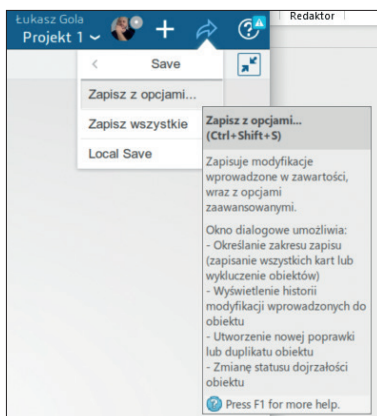 Łukasz Gola
Projekt 1
Redaktor
Save
Zapisz z opcjami...
Zapisz wszystkie
Local Save
Zapisz z opcjami...
(Ctrl+Shift+S)
Zapisuje modyfikacje
wprowadzone w zawartości,
wraz z opcjami
zaawansowanymi.
Okno dialogowe umożliwia:
- Określanie zakresu zapisu
(zapisanie wszystkich kart lub
wykluczenie obiektów)
- Wyświetlenie historii
modyfikacji wprowadzonych do
obiektu
- Utworzenie nowej poprawki
lub duplikatu obiektu
- Zmianę statusu dojrzałości
obiektu
Press F1 for more help.